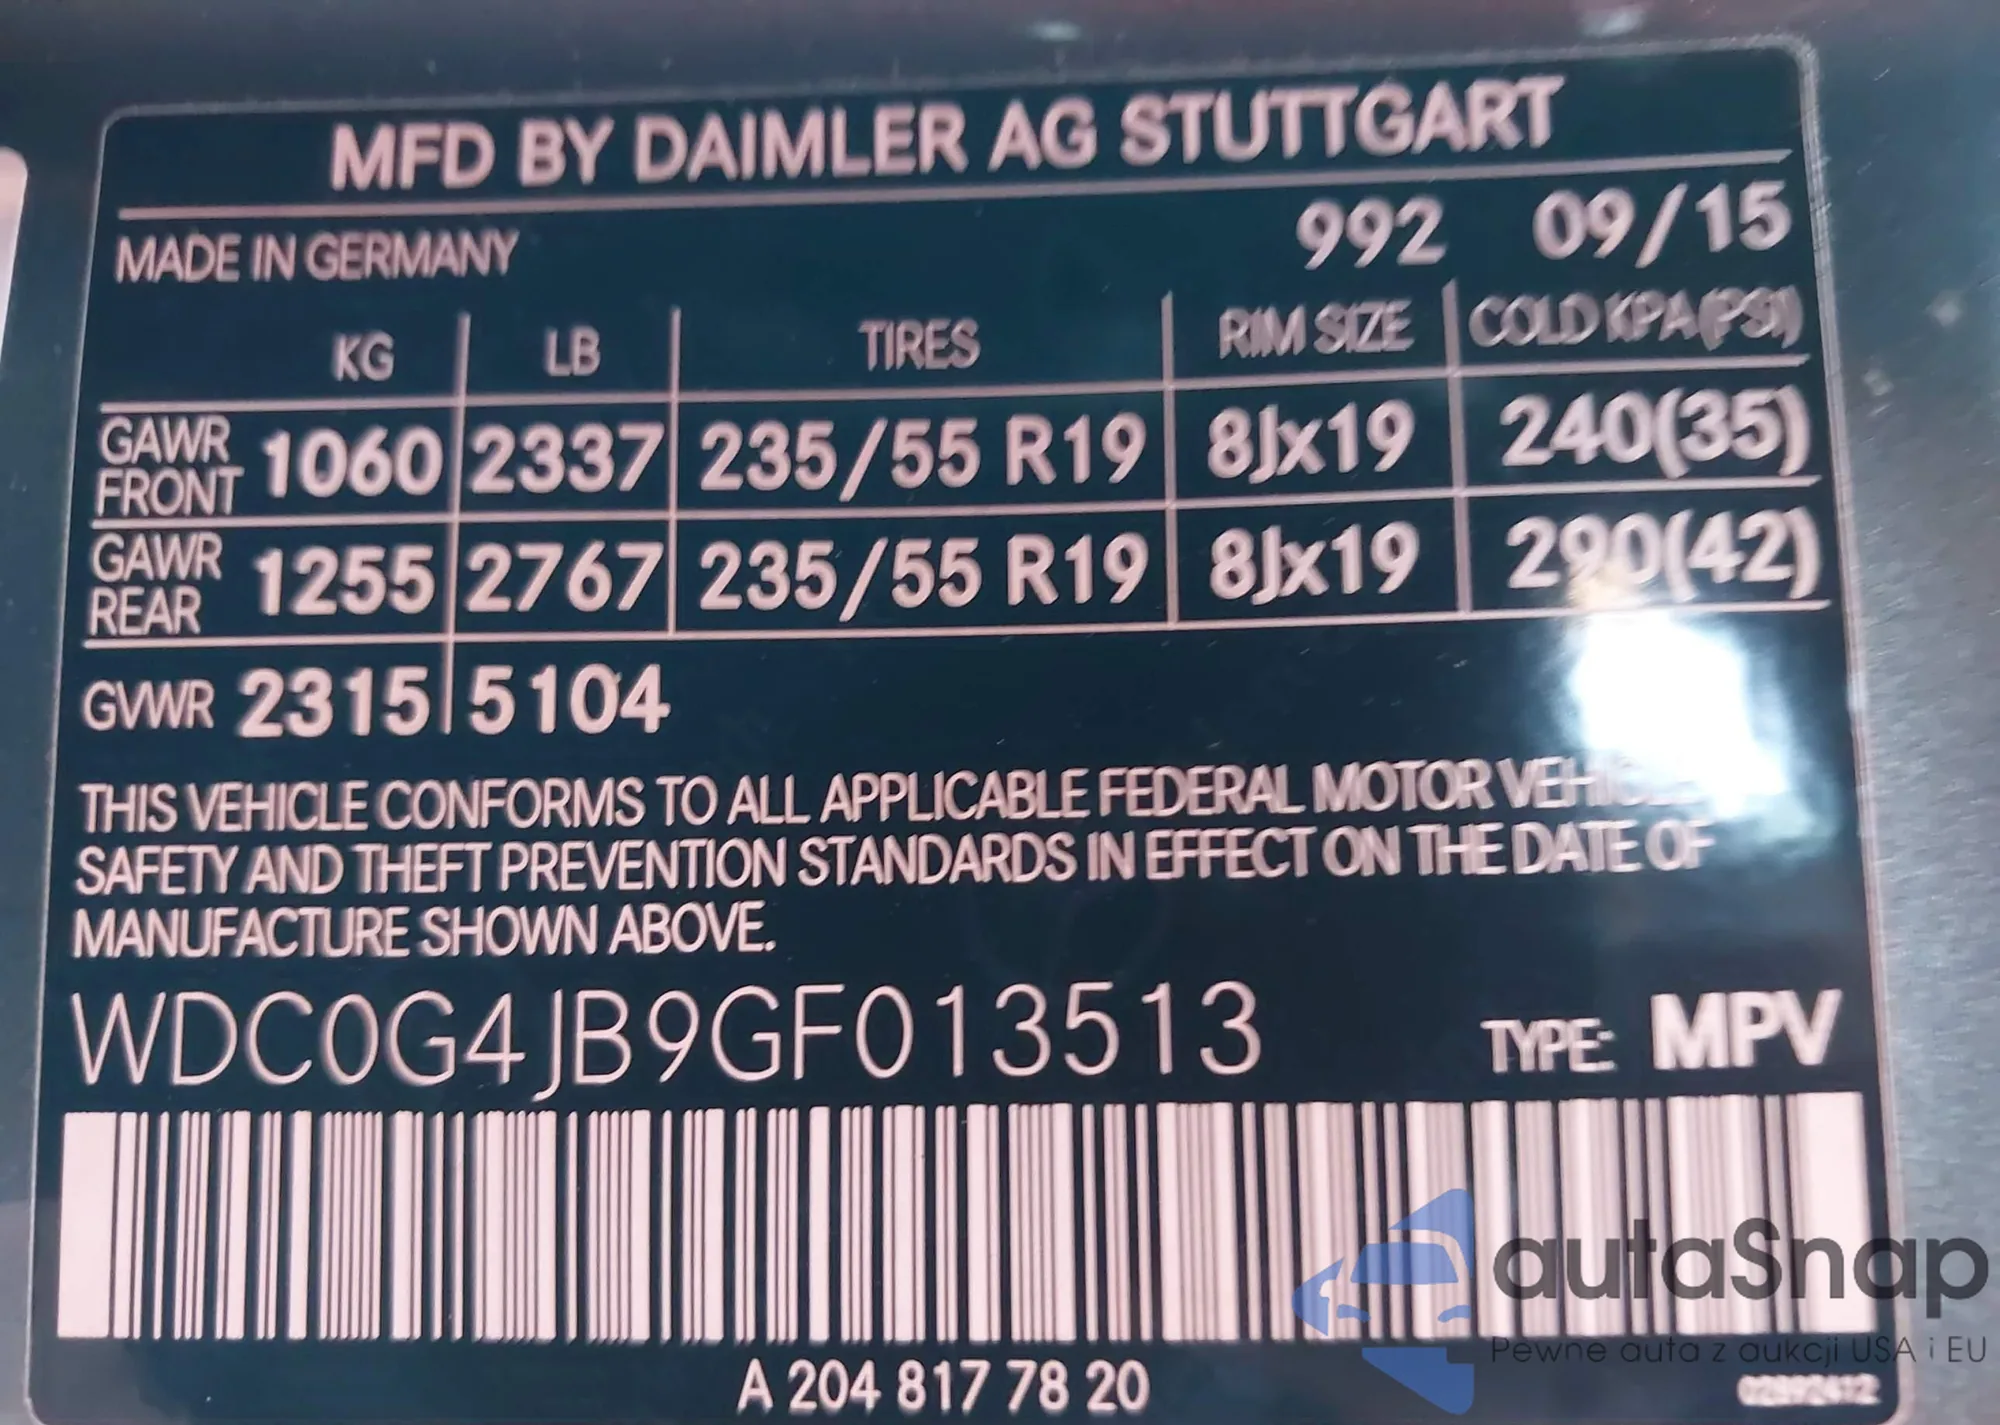 MFD BY DAIMLER AG STUTTGART
MADE IN GERMANY 992 09/15
KG LB TIRES RIM SIZE COLD KPA (PSI)
GAWR FRONT 1060 2337 235/55 R19 8Jx19 240(35)
GAWR REAR 1255 2767 235/55 R19 8Jx19 290(42)
GVWR 2315 5104
THIS VEHICLE CONFORMS TO ALL APPLICABLE FEDERAL MOTOR VEHICLE
SAFETY AND THEFT PREVENTION STANDARDS IN EFFECT ON THE DATE OF
MANUFACTURE SHOWN ABOVE.
WDC0G4JB9GF013513 TYPE: MPV
autaSnap
Pewne auta z aukcji USA i EU
A 204 817 78 20